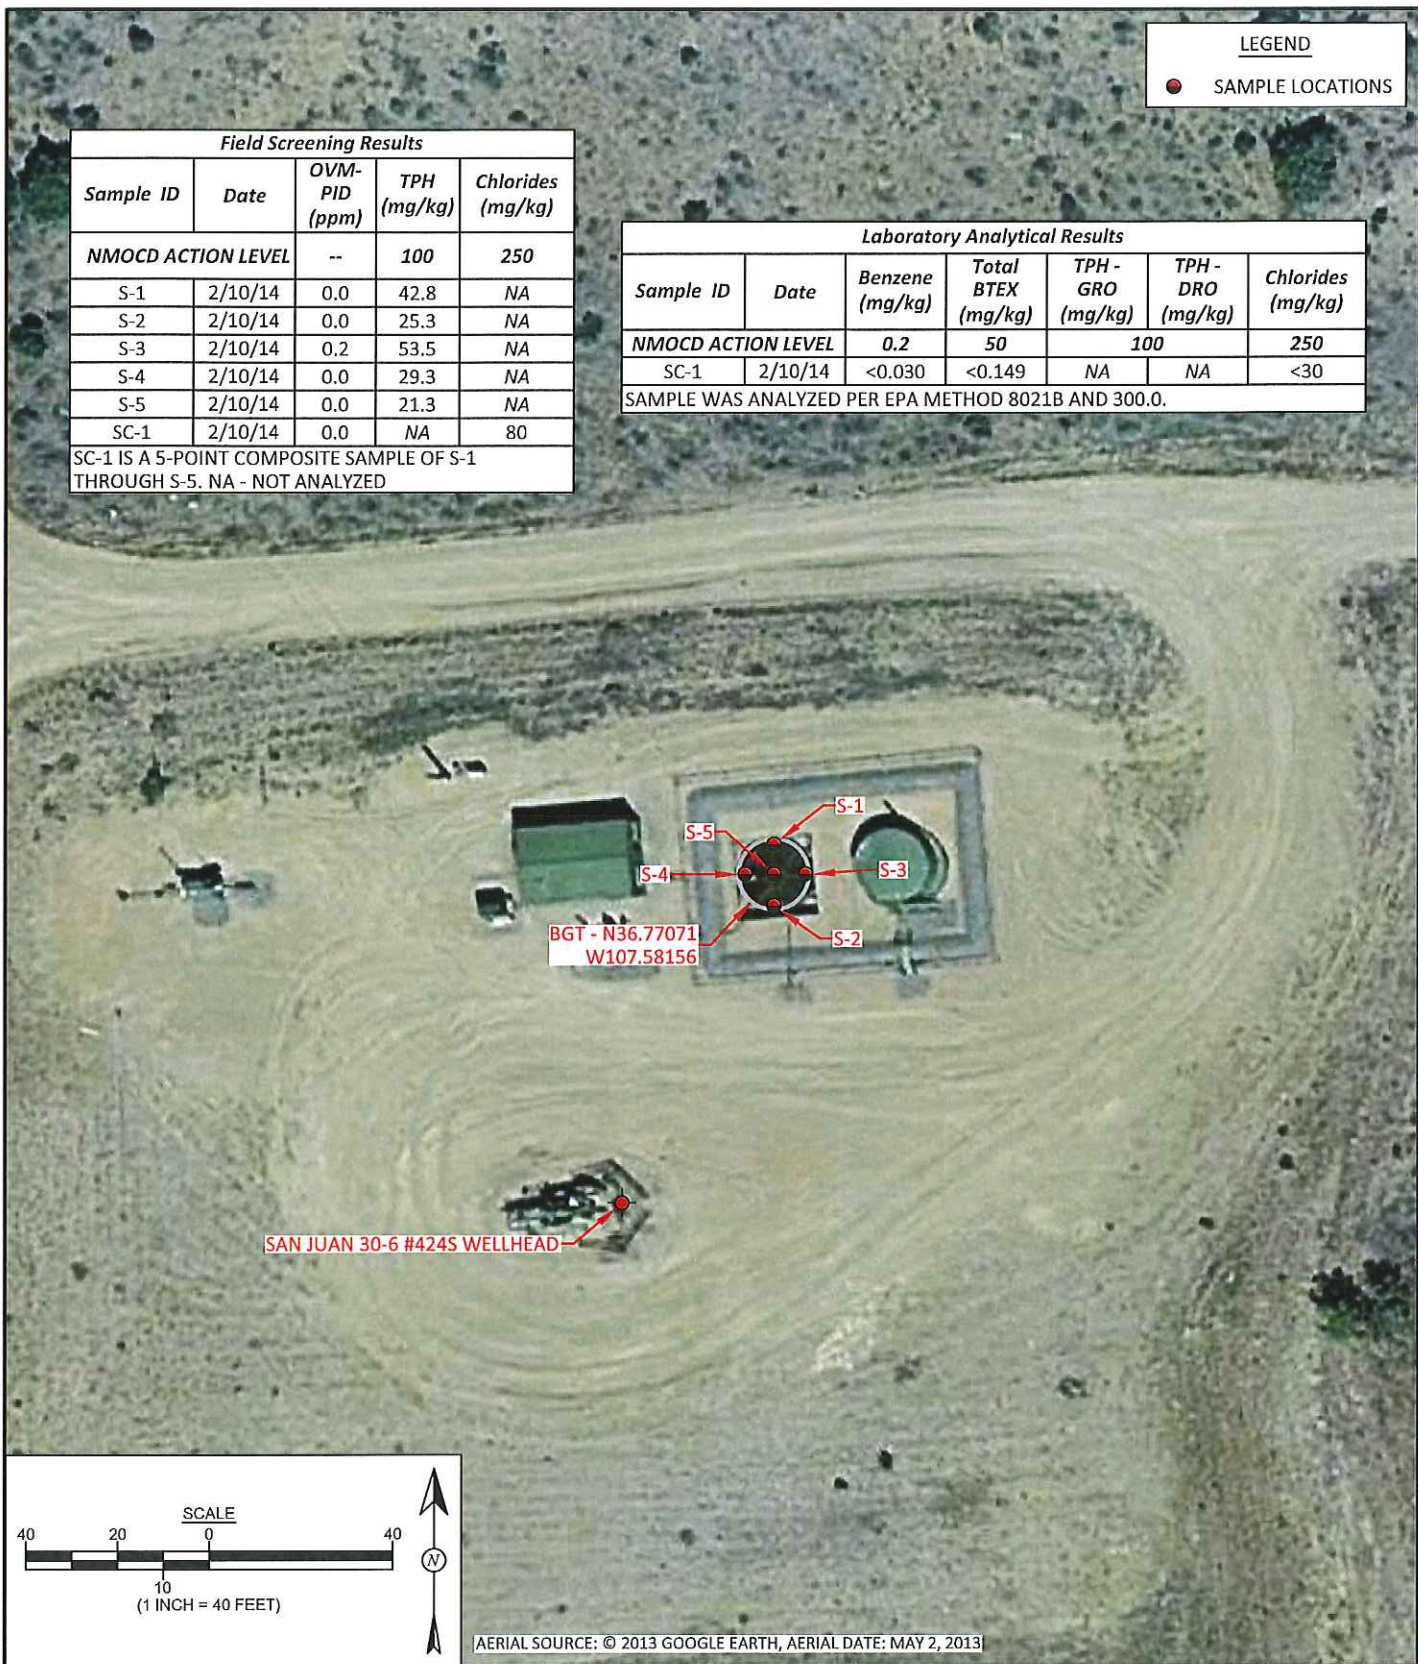 LEGEND
SAMPLE LOCATIONS
Field Screening Results
Sample ID Date OVM-PID (ppm) TPH (mg/kg) Chlorides (mg/kg)
NMOCD ACTION LEVEL -- 100 250
S-1 2/10/14 0.0 42.8 NA
S-2 2/10/14 0.0 25.3 NA
S-3 2/10/14 0.2 53.5 NA
S-4 2/10/14 0.0 29.3 NA
S-5 2/10/14 0.0 21.3 NA
SC-1 2/10/14 0.0 NA 80
SC-1 IS A 5-POINT COMPOSITE SAMPLE OF S-1
THROUGH S-5. NA - NOT ANALYZED
Laboratory Analytical Results
Sample ID Date Benzene (mg/kg) Total BTEX (mg/kg) TPH - GRO (mg/kg) TPH - DRO (mg/kg) Chlorides (mg/kg)
NMOCD ACTION LEVEL 0.2 50 100 250
SC-1 2/10/14 <0.030 <0.149 NA NA <30
SAMPLE WAS ANALYZED PER EPA METHOD 8021B AND 300.0.
S-1
S-5
S-4
S-3
S-2
BGT - N36.77071
W107.58156
SAN JUAN 30-6 #424S WELLHEAD
SCALE
40 20 0 40
10
(1 INCH = 40 FEET)
N
AERIAL SOURCE: © 2013 GOOGLE EARTH, AERIAL DATE: MAY 2, 2013